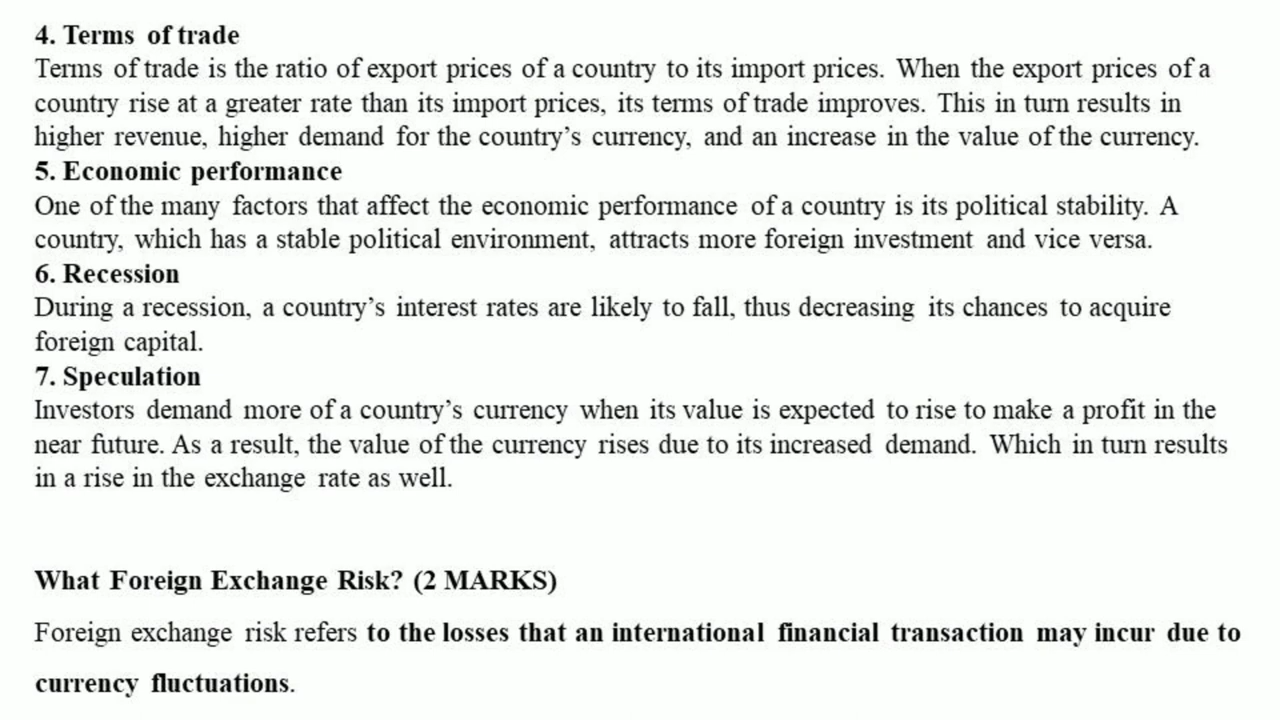 4. Terms of trade
Terms of trade is the ratio of export prices of a country to its import prices. When the export prices of a
country rise at a greater rate than its import prices, its terms of trade improves. This in turn results in
higher revenue, higher demand for the country's currency, and an increase in the value of the currency.
5. Economic performance
One of the many factors that affect the economic performance of a country is its political stability. A
country, which has a stable political environment, attracts more foreign investment and vice versa.
6. Recession
During a recession, a country's interest rates are likely to fall, thus decreasing its chances to acquire
foreign capital.
7. Speculation
Investors demand more of a country's currency when its value is expected to rise to make a profit in the
near future. As a result, the value of the currency rises due to its increased demand. Which in turn results
in a rise in the exchange rate as well.
What Foreign Exchange Risk? (2 MARKS)
Foreign exchange risk refers to the losses that an international financial transaction may incur due to
currency fluctuations.